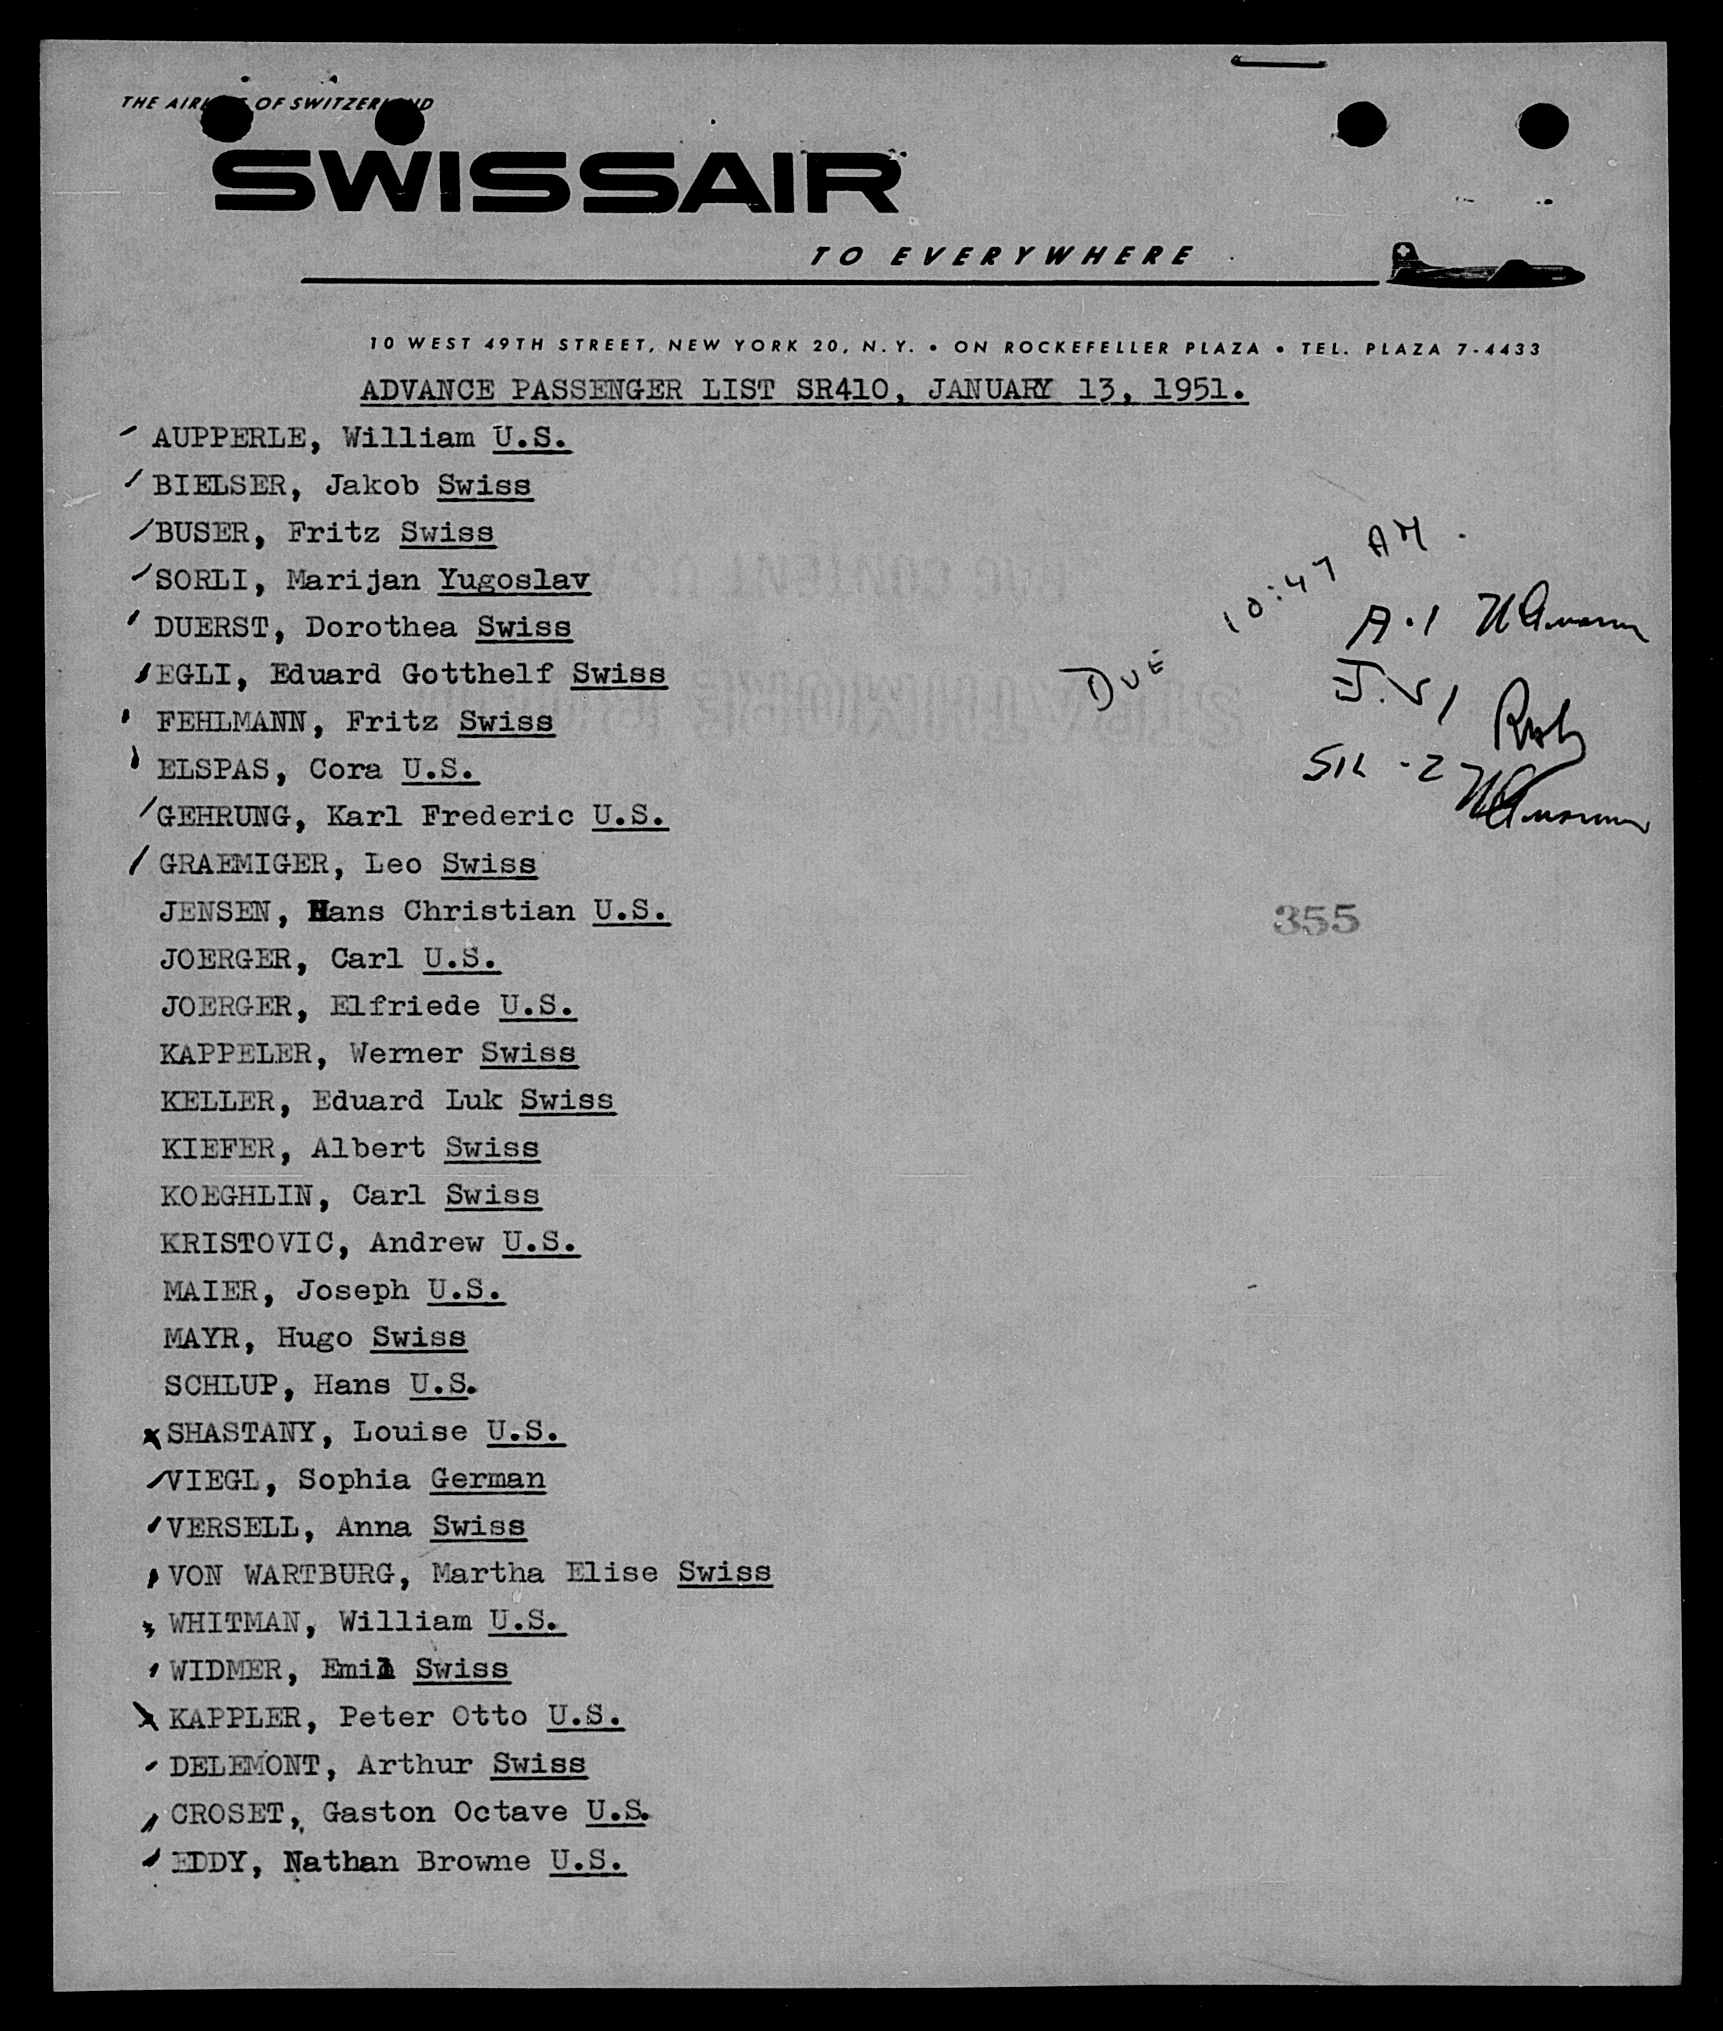 THE AIRLINE OF SWITZERLAND
SWISSAIR
TO EVERYWHERE
10 WEST 49TH STREET, NEW YORK 20, N.Y. • ON ROCKEFELLER PLAZA • TEL. PLAZA 7-4433
ADVANCE PASSENGER LIST SR410, JANUARY 13, 1951.
AUPPERLE, William U.S.
BIELSER, Jakob Swiss
BUSER, Fritz Swiss
SORLI, Marijan Yugoslav
DUERST, Dorothea Swiss
EGLI, Eduard Gotthelf Swiss
FEHLMANN, Fritz Swiss
ELSPAS, Cora U.S.
GEHRUNG, Karl Frederic U.S.
GRAEMIGER, Leo Swiss
JENSEN, Hans Christian U.S.
JOERGER, Carl U.S.
JOERGER, Elfriede U.S.
KAPPELER, Werner Swiss
KELLER, Eduard Luk Swiss
KIEFER, Albert Swiss
KOEGHLIN, Carl Swiss
KRISTOVIC, Andrew U.S.
MAIER, Joseph U.S.
MAYR, Hugo Swiss
SCHLUP, Hans U.S.
SHASTANY, Louise U.S.
VIEGL, Sophia German
VERSELL, Anna Swiss
VON WARTBURG, Martha Elise Swiss
WHITMAN, William U.S.
WIDMER, Emil Swiss
KAPPLER, Peter Otto U.S.
DELEMONT, Arthur Swiss
CROSET, Gaston Octave U.S.
EDDY, Nathan Browne U.S.
DUE 10:47 AM.
A.1
J.V1
SIL -2
355